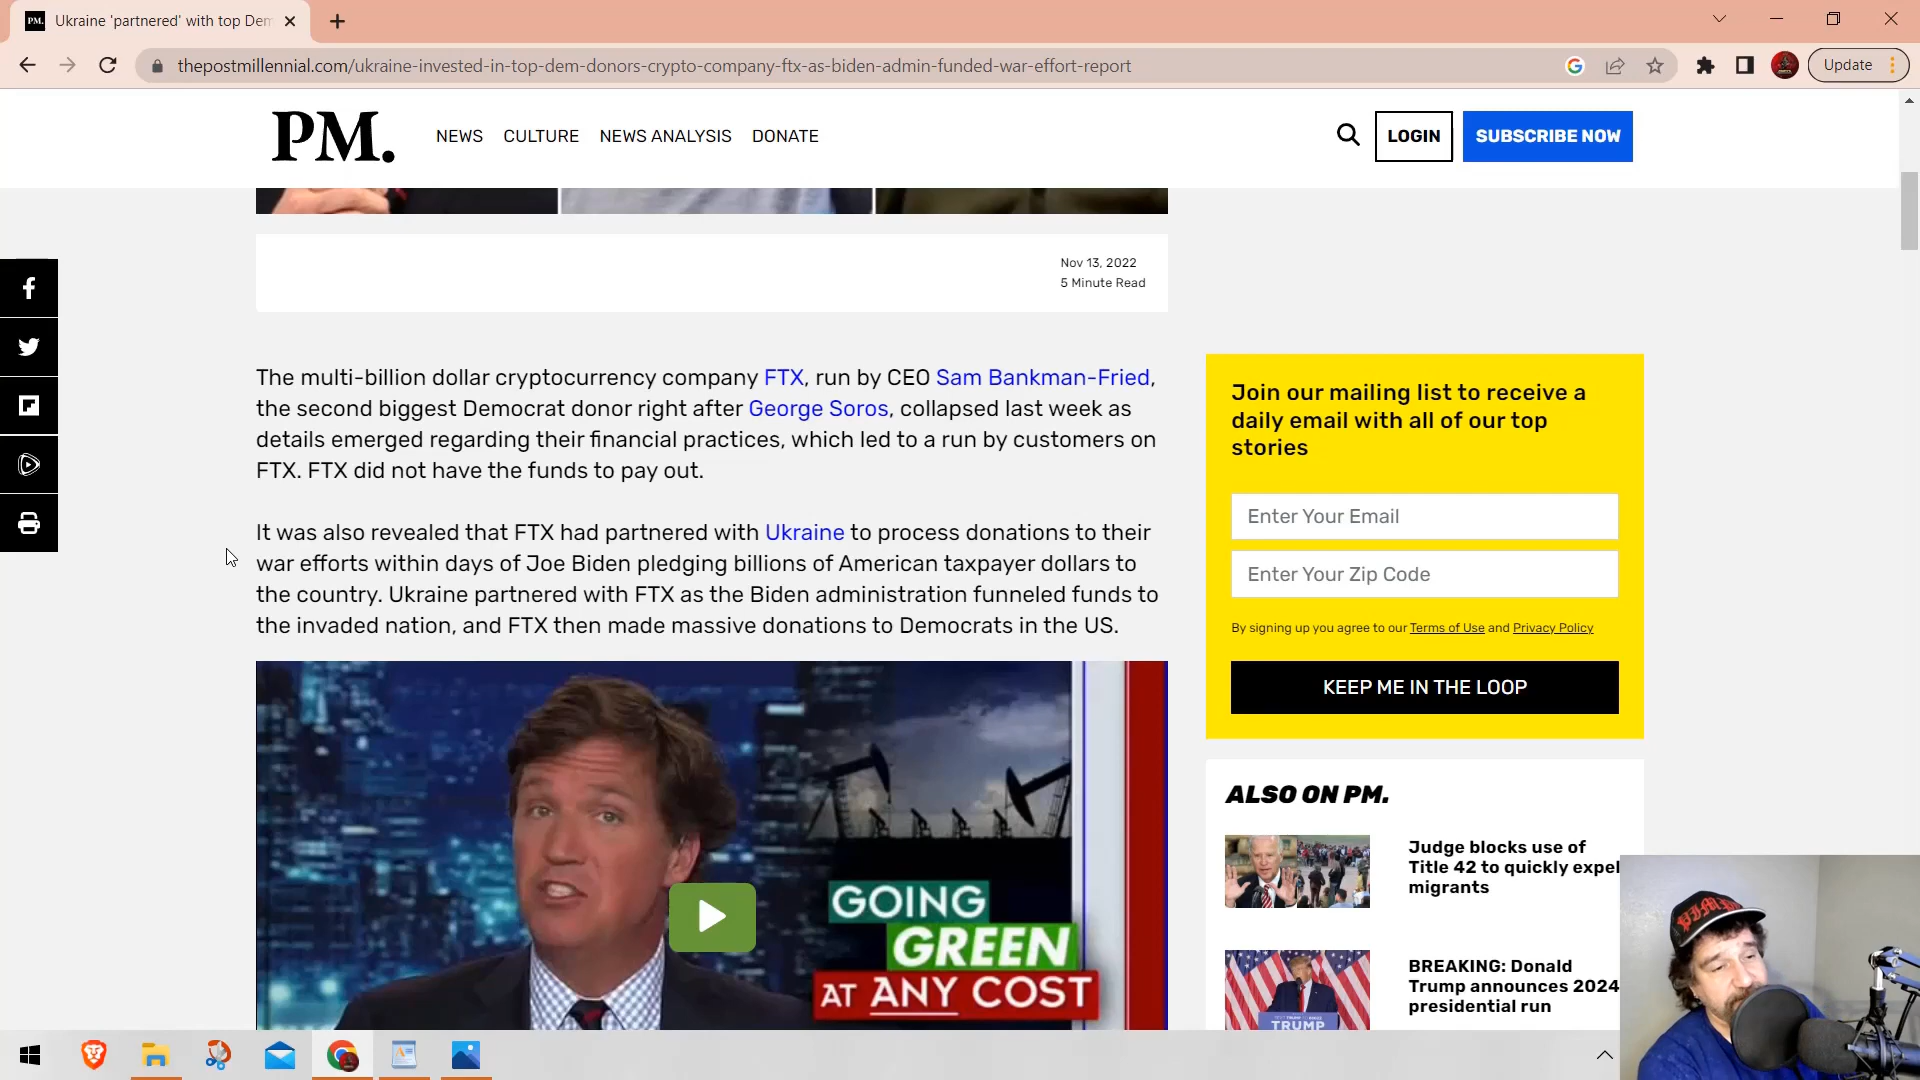 PM.
Ukraine 'partnered' with top Dem
thepostmillennial.com/ukraine-invested-in-top-dem-donors-crypto-company-ftx-as-biden-admin-funded-war-effort-report
Update
PM.
NEWS
CULTURE
NEWS ANALYSIS
DONATE
LOGIN
SUBSCRIBE NOW
Nov 13, 2022
5 Minute Read
The multi-billion dollar cryptocurrency company FTX, run by CEO Sam Bankman-Fried,
the second biggest Democrat donor right after George Soros, collapsed last week as
details emerged regarding their financial practices, which led to a run by customers on
FTX. FTX did not have the funds to pay out.
It was also revealed that FTX had partnered with Ukraine to process donations to their
war efforts within days of Joe Biden pledging billions of American taxpayer dollars to
the country. Ukraine partnered with FTX as the Biden administration funneled funds to
the invaded nation, and FTX then made massive donations to Democrats in the US.
GOING
GREEN
AT ANY COST
Join our mailing list to receive a
daily email with all of our top
stories
Enter Your Email
Enter Your Zip Code
By signing up you agree to our Terms of Use and Privacy Policy
KEEP ME IN THE LOOP
ALSO ON PM.
Judge blocks use of
Title 42 to quickly expel
migrants
BREAKING: Donald
Trump announces 2024
presidential run
TRUMP